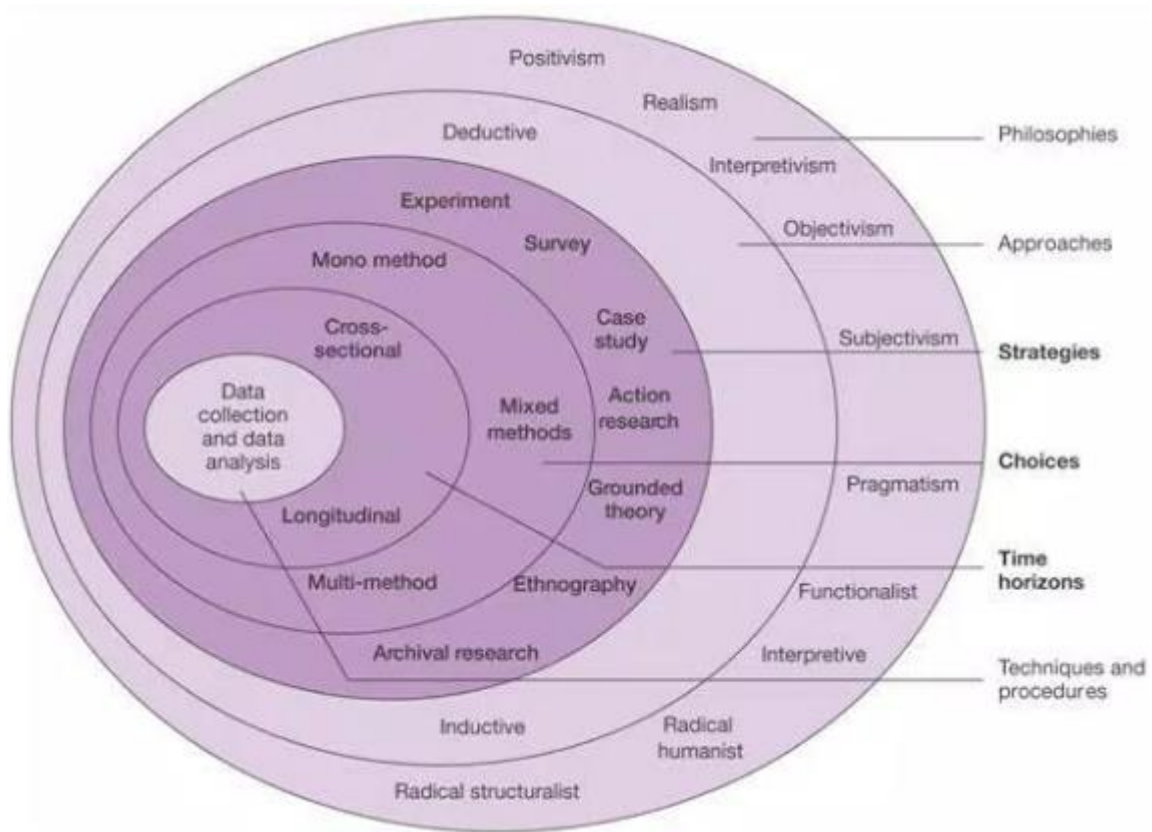 Positivism
Realism
Philosophies
Deductive
Interpretivism
Experiment
Objectivism
Approaches
Survey
Mono method
Case
study
Cross-
sectional
Subjectivism
Strategies
Data
collection
and data
analysis
Action
research
Mixed
methods
Choices
Pragmatism
Grounded
theory
Longitudinal
Time
horizons
Multi-method
Ethnography
Functionalist
Archival research
Interpretive
Techniques and
procedures
Inductive
Radical
humanist
Radical structuralist